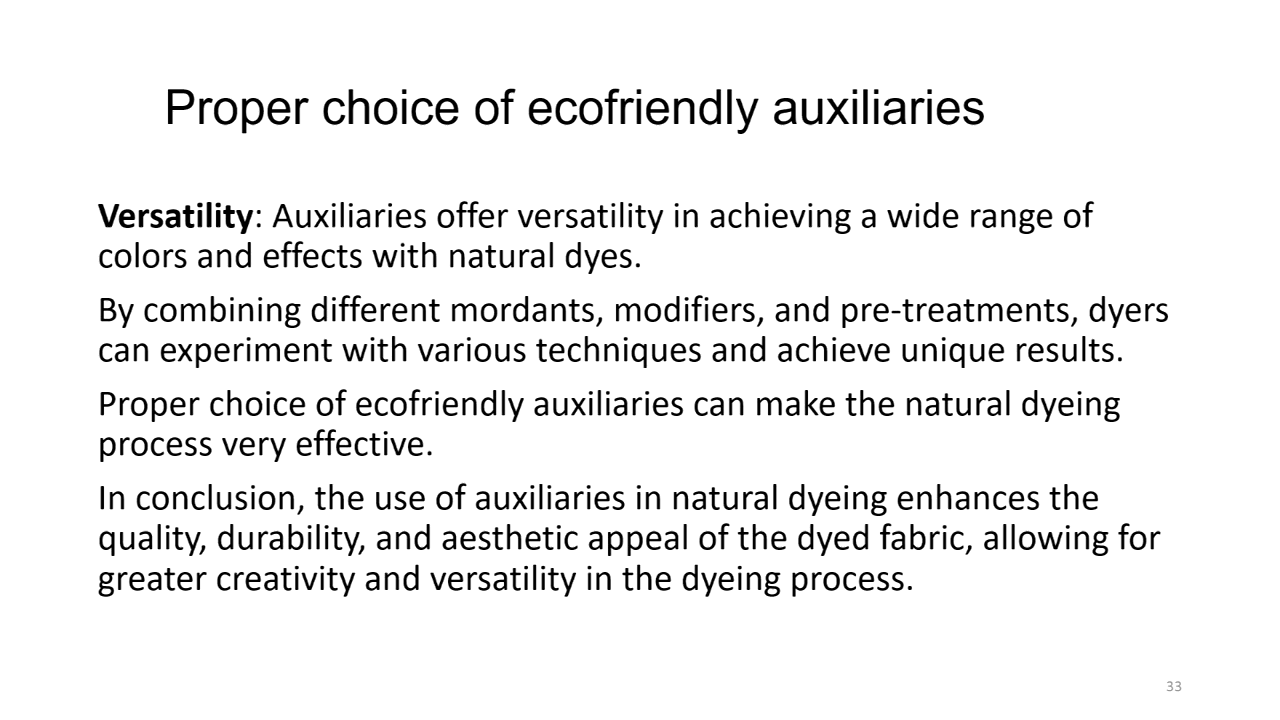 Proper choice of ecofriendly auxiliaries
Versatility: Auxiliaries offer versatility in achieving a wide range of
colors and effects with natural dyes.
By combining different mordants, modifiers, and pre-treatments, dyers
can experiment with various techniques and achieve unique results.
Proper choice of ecofriendly auxiliaries can make the natural dyeing
process very effective.
In conclusion, the use of auxiliaries in natural dyeing enhances the
quality, durability, and aesthetic appeal of the dyed fabric, allowing for
greater creativity and versatility in the dyeing process.
33